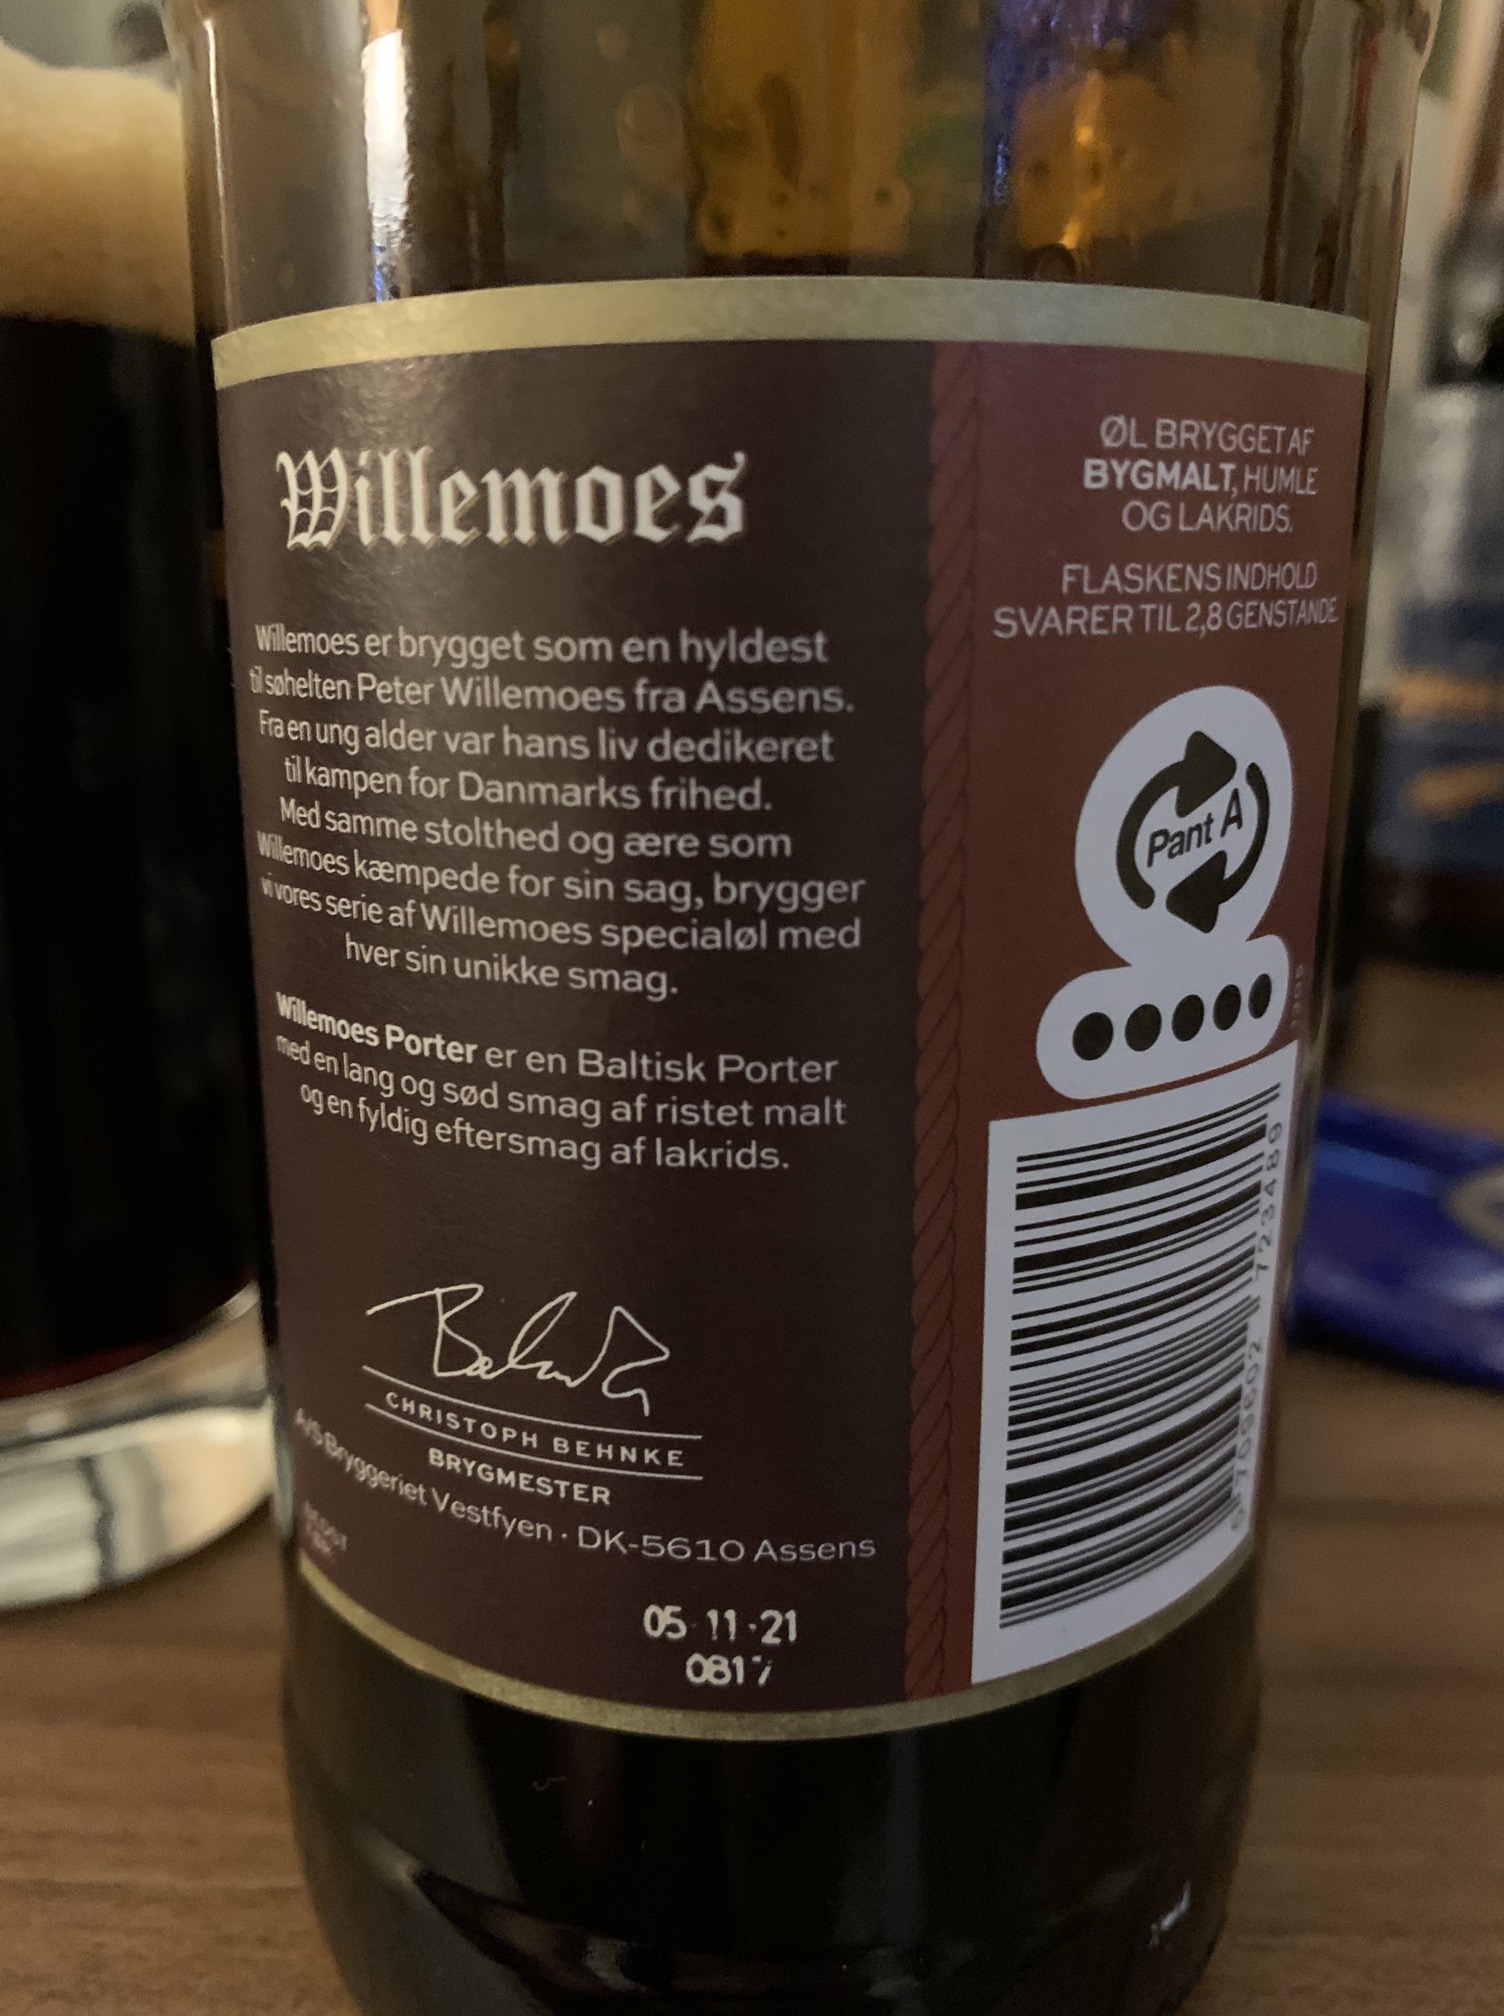 Willemoes
Willemoes er brygget som en hyldest
til søhelten Peter Willemoes fra Assens.
Fra en ung alder var hans liv dedikeret
til kampen for Danmarks frihed.
Med samme stolthed og ære som
Willemoes kæmpede for sin sag, brygger
vi vores serie af Willemoes specialøl med
hver sin unikke smag.
Willemoes Porter er en Baltisk Porter
med en lang og sød smag af ristet malt
og en fyldig eftersmag af lakrids.
CHRISTOPH BEHNKE
BRYGMESTER
A/S Bryggeriet Vestfyen · DK-5610 Assens
05 11 ·21
ØL BRYGGET AF
BYGMALT, HUMLE
OG LAKRIDS.
FLASKENS INDHOLD
SVARER TIL 2,8 GENSTANDE
Pant A
723489